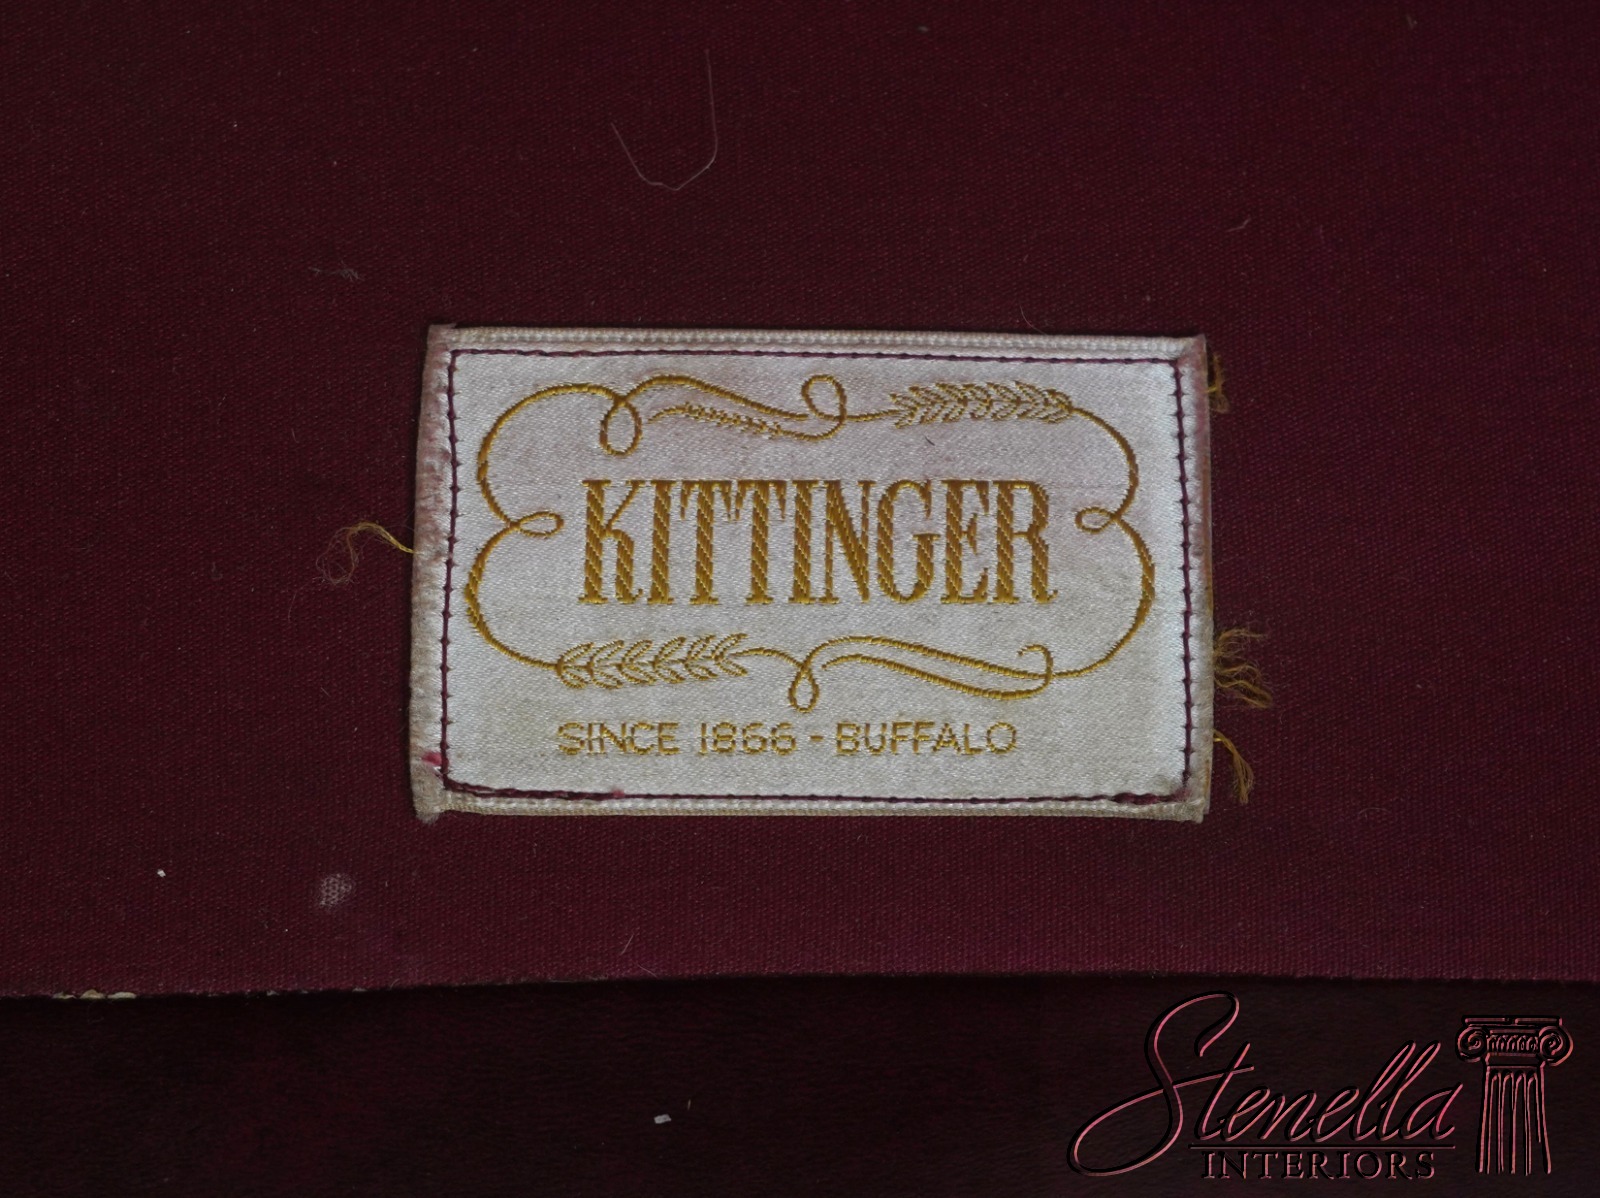 KITTINGER
SINCE 1866 - BUFFALO
Stenella
INTERIORS